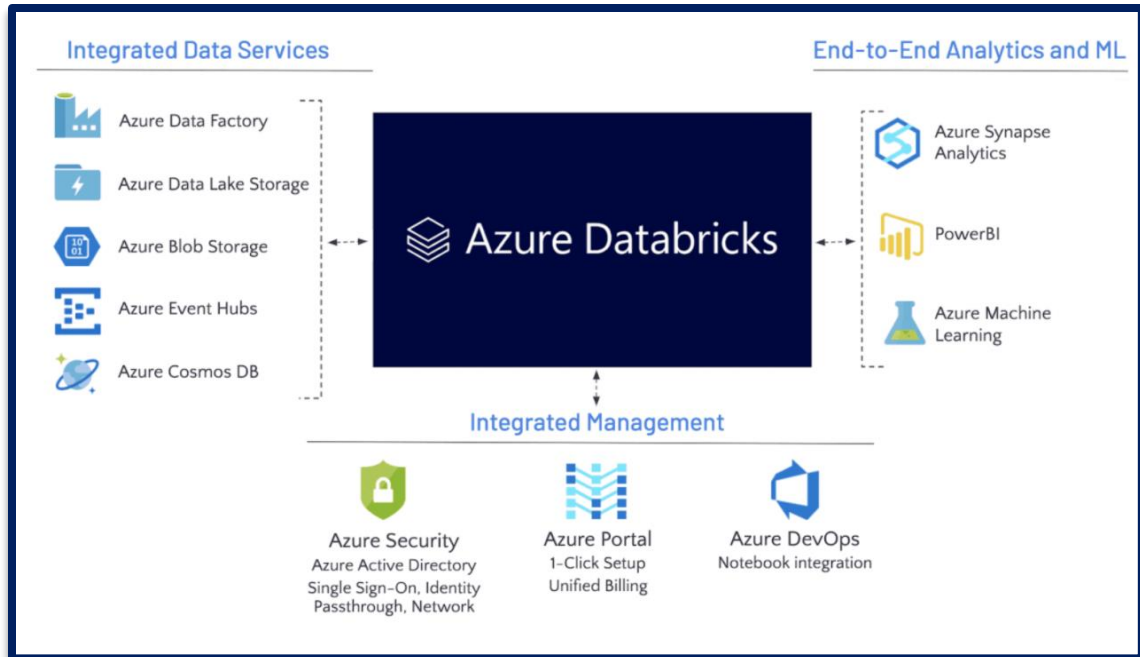 Integrated Data Services
End-to-End Analytics and ML
Azure Data Factory
Azure Data Lake Storage
10
01
Azure Blob Storage
Azure Event Hubs
Azure Cosmos DB
Azure Databricks
Azure Synapse
Analytics
PowerBI
Azure Machine
Learning
Integrated Management
Azure Security
Azure Active Directory
Single Sign-On, Identity
Passthrough, Network
Azure Portal
1-Click Setup
Unified Billing
Azure DevOps
Notebook integration